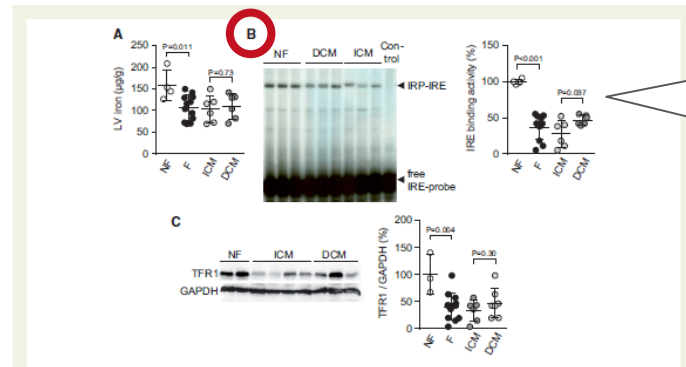 A
250
200
150
100
50
0
LV iron (µg/g)
P=0.011
P=0.73
NF
F
ICM
DCM
B
NF DCM ICM Con-
trol
IRP-IRE
free
IRE-probe
150
100
50
0
IRE binding activity (%)
P<0.001
P=0.037
NF
F
ICM
DCM
C
NF ICM DCM
TFR1
GAPDH
200
150
100
50
0
TFR1 / GAPDH (%)
P=0.004
P=0.30
NF
F
ICM
DCM